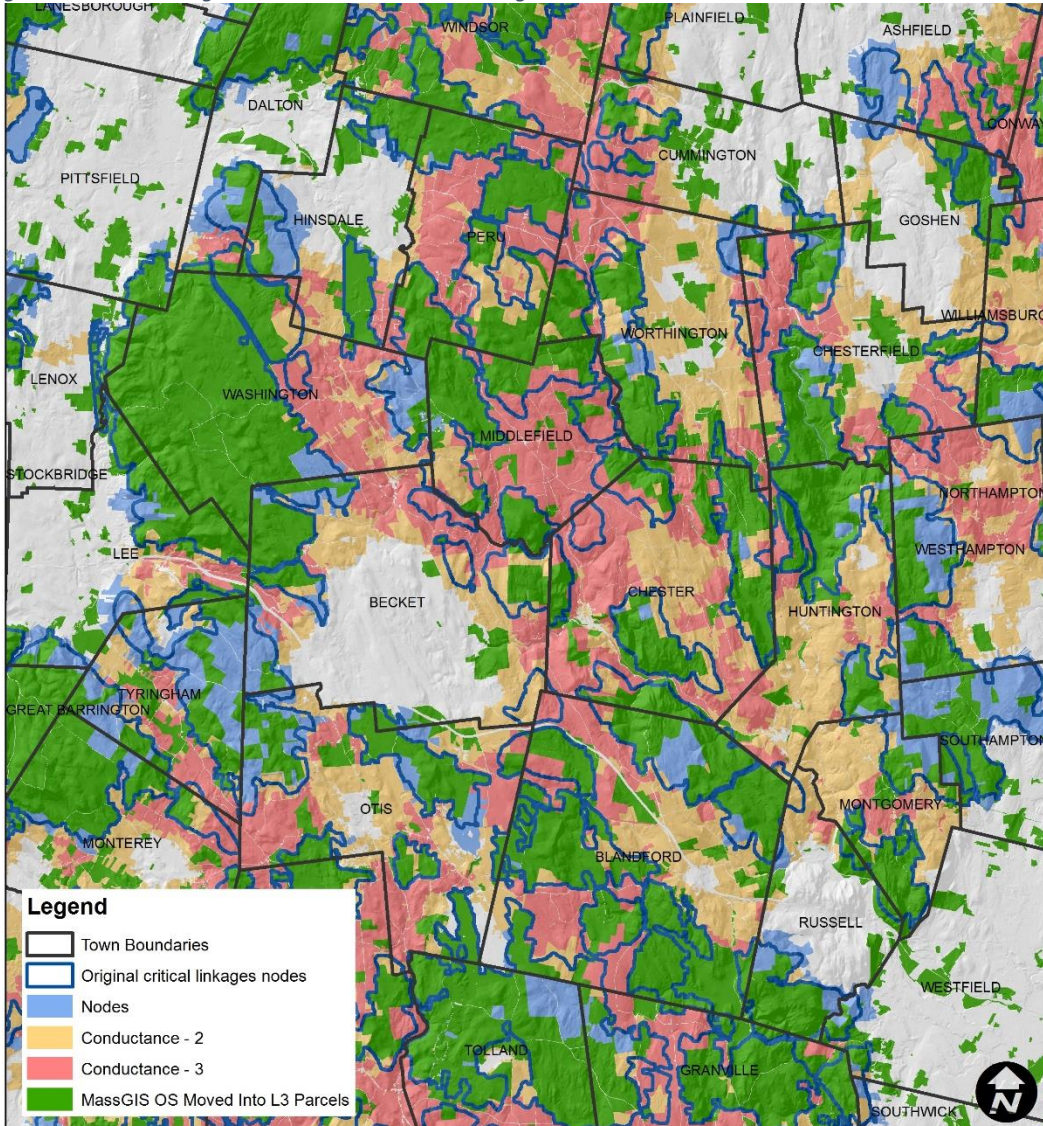 LANESBOROUGH
WINDSOR
PLAINFIELD
ASHFIELD
DALTON
CONWAY
CUMMINGTON
PITTSFIELD
HINSDALE
GOSHEN
PERU
WILLIAMSBURG
WORTHINGTON
CHESTERFIELD
LENOX
WASHINGTON
MIDDLEFIELD
STOCKBRIDGE
NORTHAMPTON
LEE
WESTHAMPTON
BECKET
CHESTER
HUNTINGTON
TYRINGHAM
GREAT BARRINGTON
SOUTHAMPTON
OTIS
MONTGOMERY
MONTEREY
BLANDFORD
RUSSELL
WESTFIELD
TOLLAND
GRANVILLE
SOUTHWICK
Legend
Town Boundaries
Original critical linkages nodes
Nodes
Conductance - 2
Conductance - 3
MassGIS OS Moved Into L3 Parcels
N